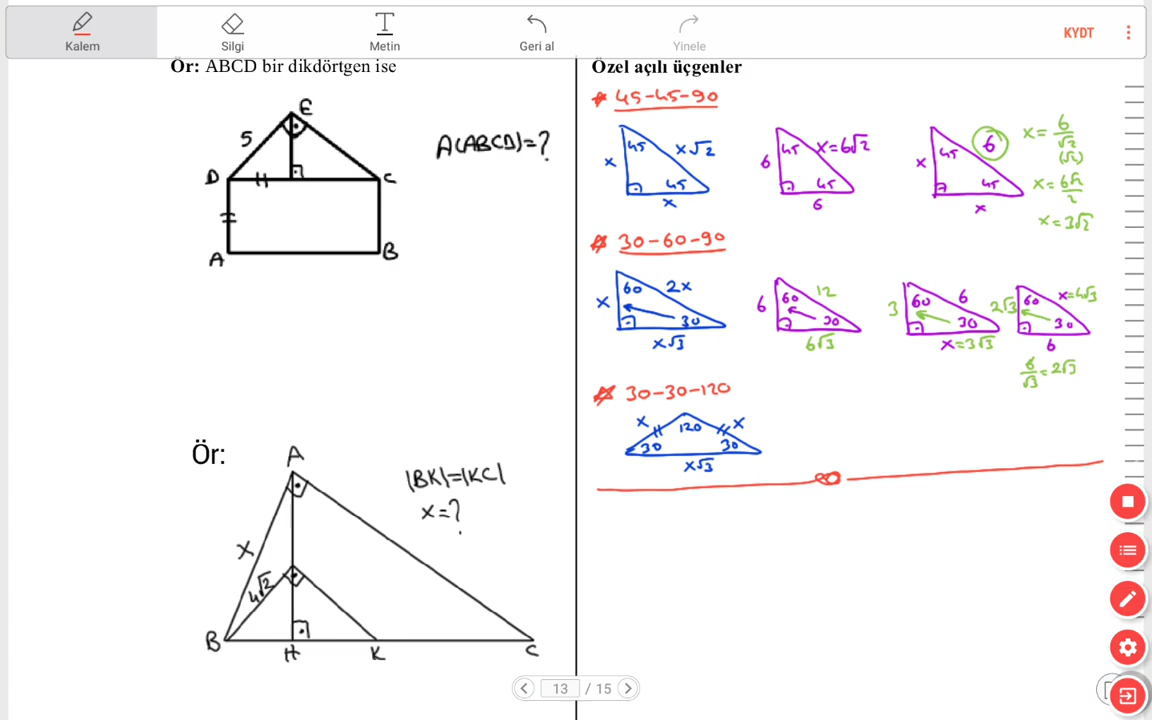 Kalem
Silgi
Metin
Geri al
Yinele
KYDT
Ör: ABCD bir dikdörtgen ise
E
5
D
H
C
A
B
A(ABCD)=?
Ör:
A
|BK|=|KC|
x=?
x
4√2
B
H
K
C
Özel açılı üçgenler
45-45-90
45
x√2
x
45
x
45
x=6√2
6
45
6
45
6
x
45
x
x=6/√2
(√2)
x=6√2/2
x=3√2
30-60-90
60
2x
x
30
x√3
60
12
6
30
6√3
3
60
6
30
x=3√3
2√3
60
x=4√3
30
6
6/√3=2√3
30-30-120
x
120
x
30
30
x√3
13 / 15